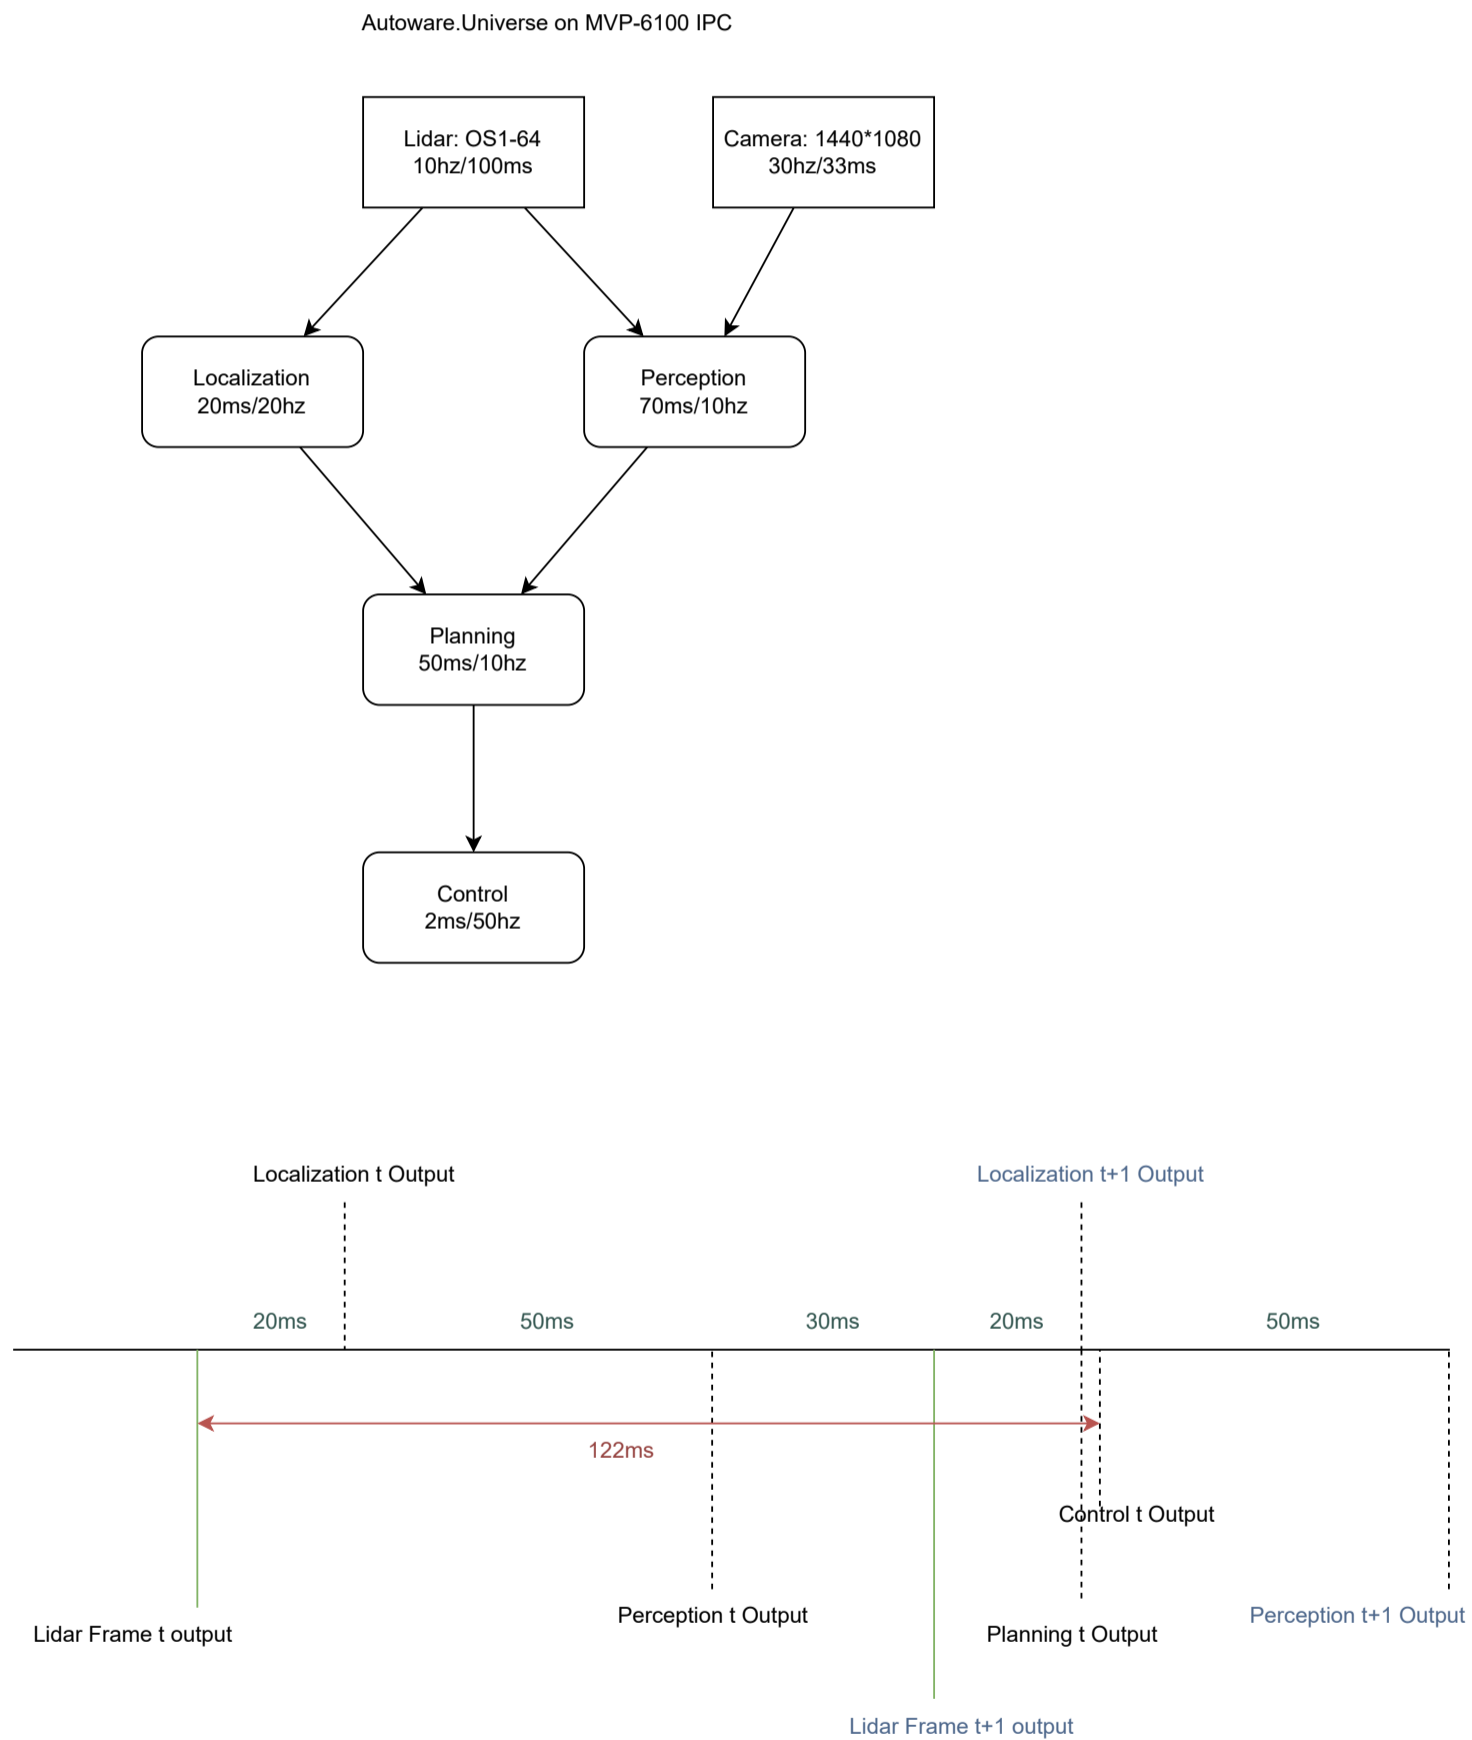 Autoware.Universe on MVP-6100 IPC
Lidar: OS1-64
10hz/100ms
Camera: 1440*1080
30hz/33ms
Localization
20ms/20hz
Perception
70ms/10hz
Planning
50ms/10hz
Control
2ms/50hz
Localization t Output
Localization t+1 Output
20ms
50ms
30ms
20ms
50ms
122ms
Control t Output
Perception t Output
Perception t+1 Output
Lidar Frame t output
Planning t Output
Lidar Frame t+1 output